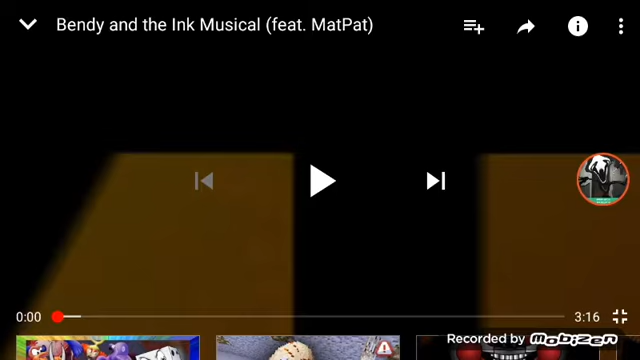 Bendy and the Ink Musical (feat. MatPat)
0:00
3:16
Recorded by Mobizen